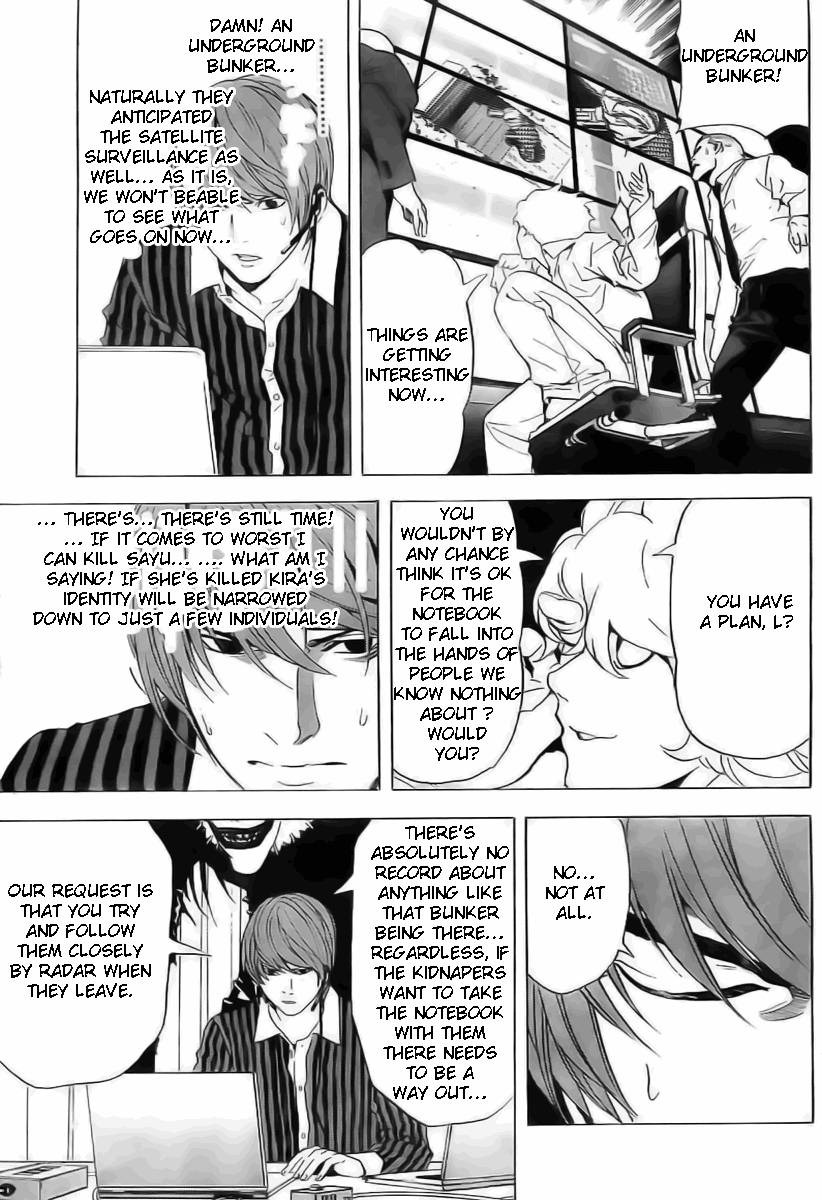 AN
UNDERGROUND
BUNKER!
THINGS ARE
GETTING
INTERESTING
NOW...
DAMN! AN
UNDERGROUND
BUNKER...
NATURALLY THEY
ANTICIPATED
THE SATELLITE
SURVEILLANCE AS
WELL... AS IT IS,
WE WON'T BEABLE
TO SEE WHAT
GOES ON NOW...
YOU HAVE
A PLAN, L?
YOU
WOULDN'T BY
ANY CHANCE
THINK IT'S OK
FOR THE
NOTEBOOK
TO FALL INTO
THE HANDS OF
PEOPLE WE
KNOW NOTHING
ABOUT ?
WOULD
YOU?
... THERE'S... THERE'S STILL TIME!
... IF IT COMES TO WORST I
CAN KILL SAYU... .... WHAT AM I
SAYING! IF SHE'S KILLED KIRA'S
IDENTITY WILL BE NARROWED
DOWN TO JUST A FEW INDIVIDUALS!
NO...
NOT AT
ALL.
THERE'S
ABSOLUTELY NO
RECORD ABOUT
ANYTHING LIKE
THAT BUNKER
BEING THERE...
REGARDLESS, IF
THE KIDNAPERS
WANT TO TAKE
THE NOTEBOOK
WITH THEM
THERE NEEDS
TO BE A
WAY OUT...
OUR REQUEST IS
THAT YOU TRY
AND FOLLOW
THEM CLOSELY
BY RADAR WHEN
THEY LEAVE.